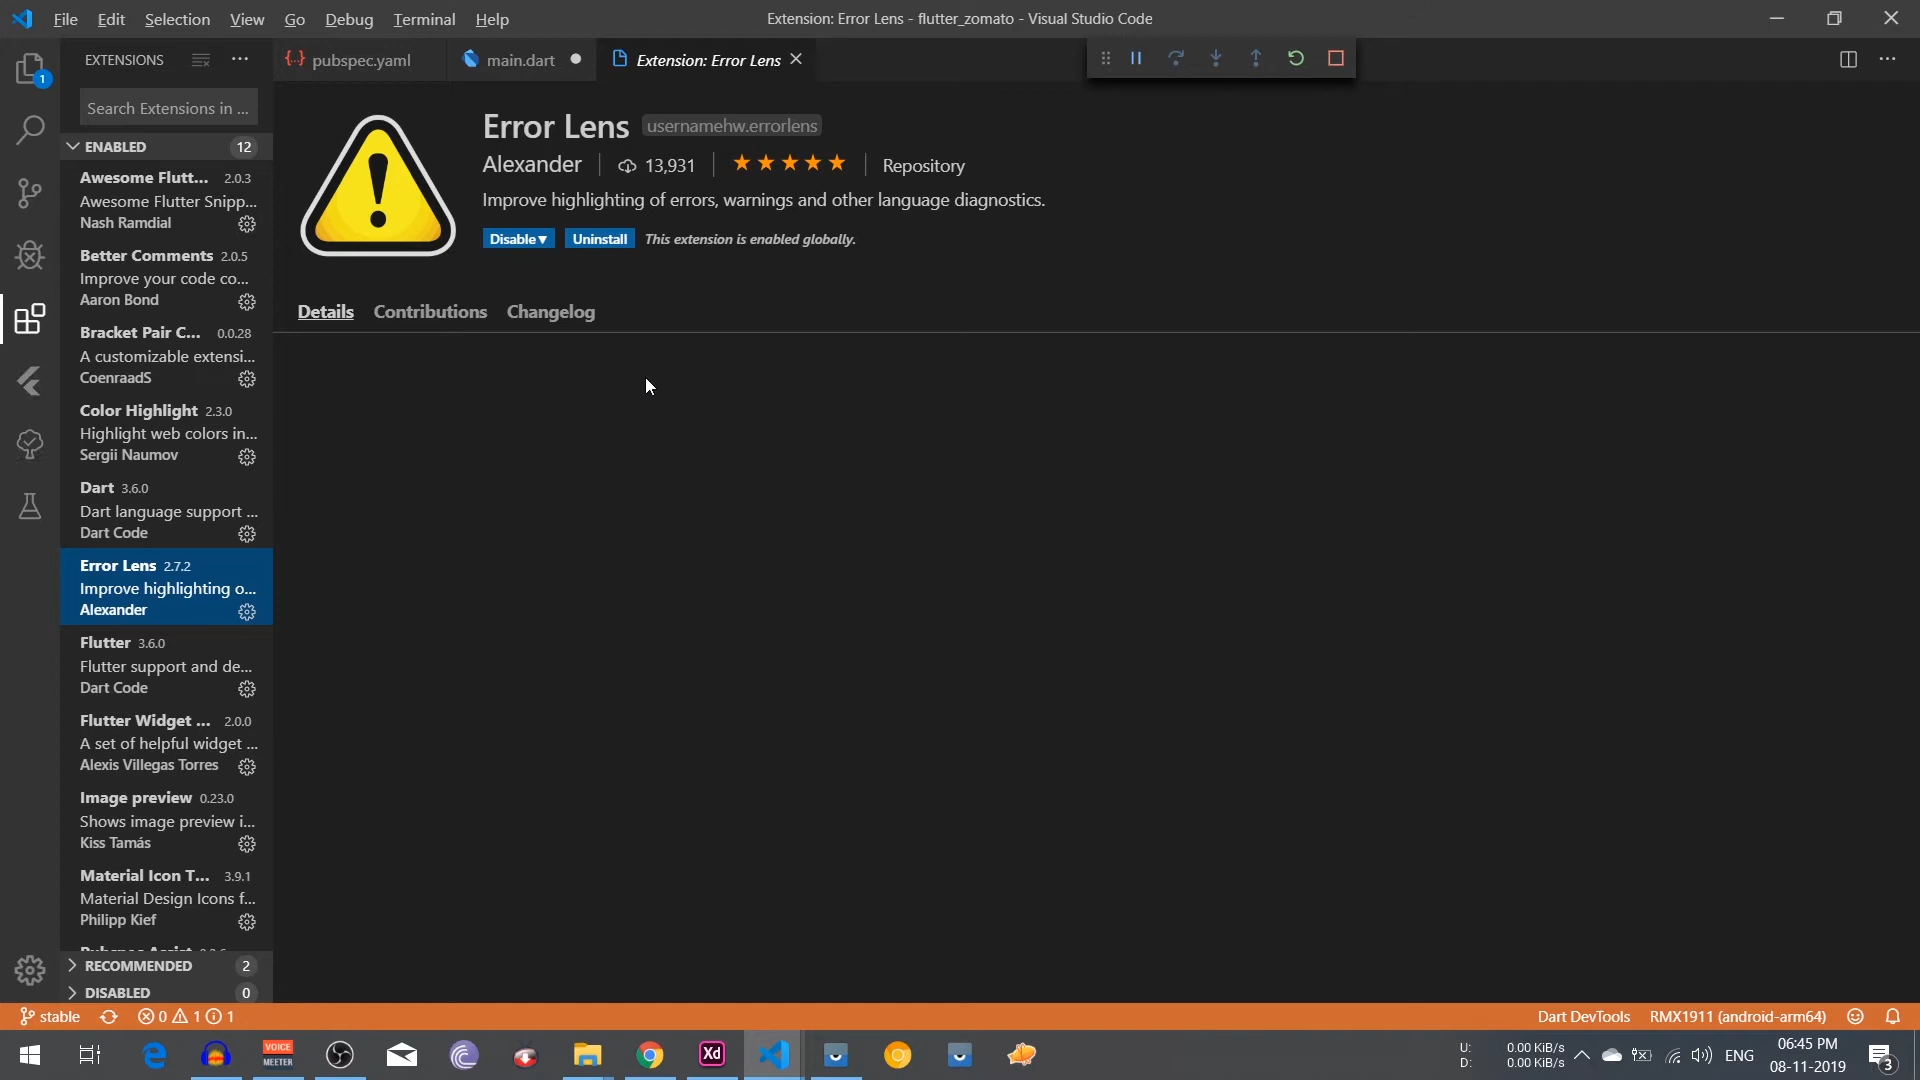 File Edit Selection View Go Debug Terminal Help
Extension: Error Lens - flutter_zomato - Visual Studio Code
1
EXTENSIONS
pubspec.yaml
main.dart
Extension: Error Lens
Search Extensions in ...
ENABLED 12
Awesome Flutt... 2.0.3
Awesome Flutter Snipp...
Nash Ramdial
Better Comments 2.0.5
Improve your code co...
Aaron Bond
Bracket Pair C... 0.0.28
A customizable extensi...
CoenraadS
Color Highlight 2.3.0
Highlight web colors in...
Sergii Naumov
Dart 3.6.0
Dart language support ...
Dart Code
Error Lens 2.7.2
Improve highlighting o...
Alexander
Flutter 3.6.0
Flutter support and de...
Dart Code
Flutter Widget ... 2.0.0
A set of helpful widget ...
Alexis Villegas Torres
Image preview 0.23.0
Shows image preview i...
Kiss Tamás
Material Icon T... 3.9.1
Material Design Icons f...
Philipp Kief
RECOMMENDED 2
DISABLED 0
Error Lens usernamehw.errorlens
Alexander 13,931 Repository
Improve highlighting of errors, warnings and other language diagnostics.
Disable▼ Uninstall This extension is enabled globally.
Details Contributions Changelog
stable 0 1 1
Dart DevTools RMX1911 (android-arm64)
VOICE
MEETER
Xd
U: 0.00 KiB/s
D: 0.00 KiB/s
ENG
06:45 PM
08-11-2019
3